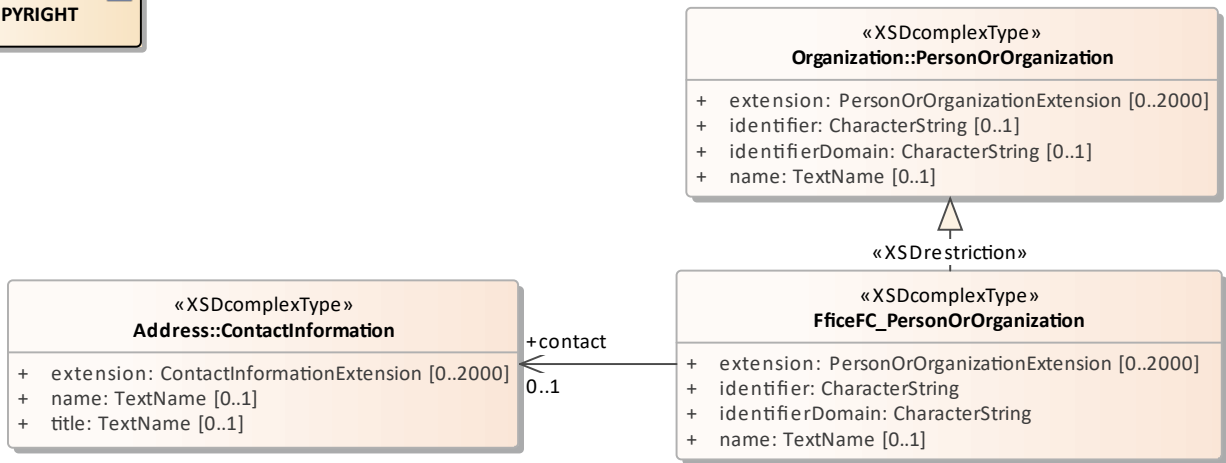 PYRIGHT
«XSDcomplexType»
Organization::PersonOrOrganization
+ extension: PersonOrOrganizationExtension [0..2000]
+ identifier: CharacterString [0..1]
+ identifierDomain: CharacterString [0..1]
+ name: TextName [0..1]
«XSDrestriction»
«XSDcomplexType»
Address::ContactInformation
+ extension: ContactInformationExtension [0..2000]
+ name: TextName [0..1]
+ title: TextName [0..1]
+contact
0..1
«XSDcomplexType»
FficeFC_PersonOrOrganization
+ extension: PersonOrOrganizationExtension [0..2000]
+ identifier: CharacterString
+ identifierDomain: CharacterString
+ name: TextName [0..1]